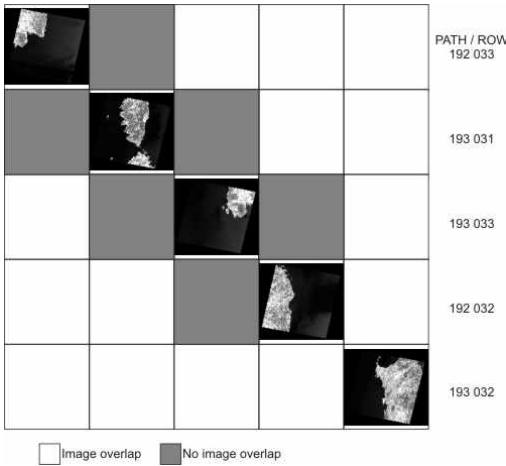 PATH / ROW
192 033
193 031
193 033
192 032
193 032
Image overlap
No image overlap